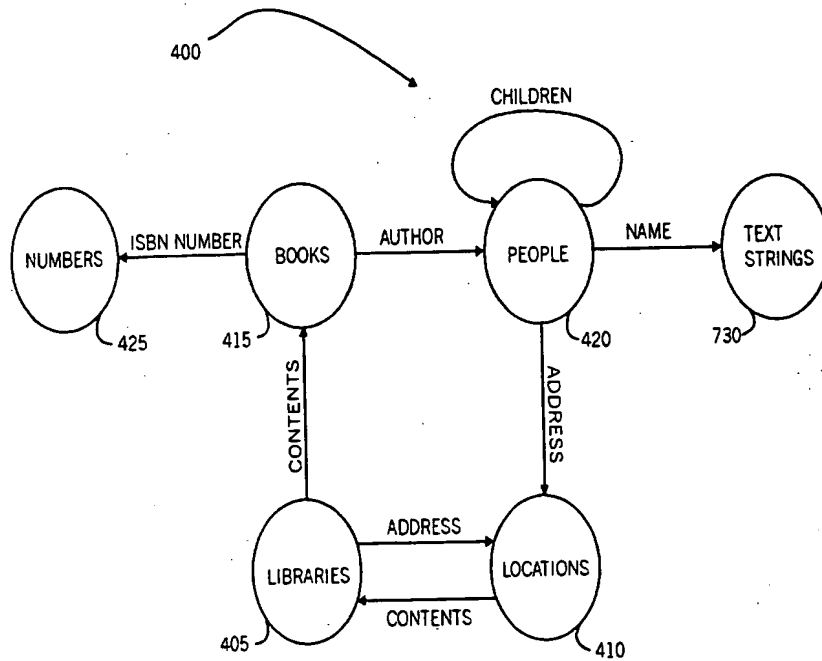 400
CHILDREN
NUMBERS
ISBN NUMBER
BOOKS
AUTHOR
PEOPLE
NAME
TEXT
STRINGS
425
415
420
730
CONTENTS
ADDRESS
LIBRARIES
ADDRESS
CONTENTS
LOCATIONS
405
410